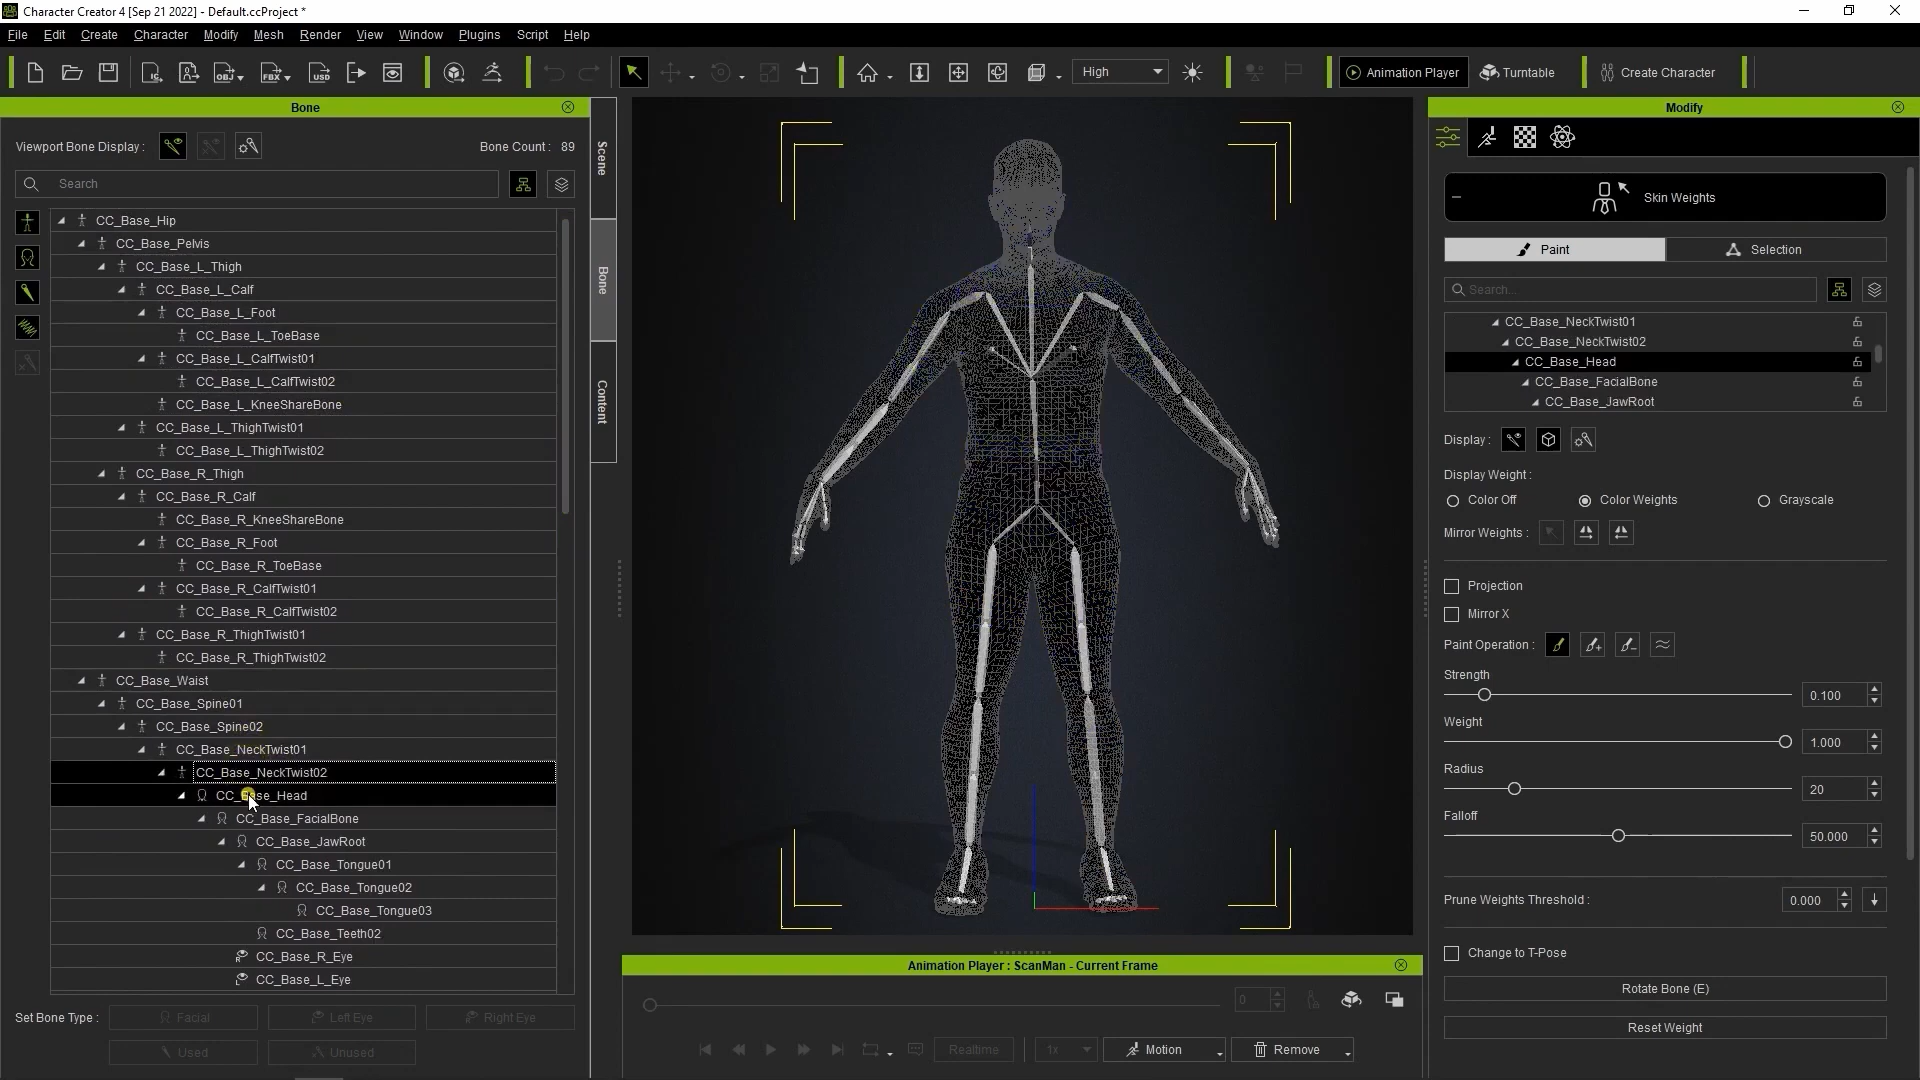 Character Creator 4 [Sep 21 2022] - Default.ccProject *
File Edit Create Character Modify Mesh Render View Window Plugins Script Help
High Animation Player Turntable Create Character
Bone
Viewport Bone Display : Bone Count : 89
Search
CC_Base_Hip
CC_Base_Pelvis
CC_Base_L_Thigh
CC_Base_L_Calf
CC_Base_L_Foot
CC_Base_L_ToeBase
CC_Base_L_CalfTwist01
CC_Base_L_CalfTwist02
CC_Base_L_KneeShareBone
CC_Base_L_ThighTwist01
CC_Base_L_ThighTwist02
CC_Base_R_Thigh
CC_Base_R_Calf
CC_Base_R_KneeShareBone
CC_Base_R_Foot
CC_Base_R_ToeBase
CC_Base_R_CalfTwist01
CC_Base_R_CalfTwist02
CC_Base_R_ThighTwist01
CC_Base_R_ThighTwist02
CC_Base_Waist
CC_Base_Spine01
CC_Base_Spine02
CC_Base_NeckTwist01
CC_Base_NeckTwist02
CC_Base_Head
CC_Base_FacialBone
CC_Base_JawRoot
CC_Base_Tongue01
CC_Base_Tongue02
CC_Base_Tongue03
CC_Base_Teeth02
CC_Base_R_Eye
CC_Base_L_Eye
Set Bone Type : Facial Left Eye Right Eye
Used Unused
Scene
Bone
Content
Animation Player : ScanMan - Current Frame
0
Realtime 1x Motion Remove
Modify
Skin Weights
Paint Selection
Search...
CC_Base_NeckTwist01
CC_Base_NeckTwist02
CC_Base_Head
CC_Base_FacialBone
CC_Base_JawRoot
Display :
Display Weight :
Color Off Color Weights Grayscale
Mirror Weights :
Projection
Mirror X
Paint Operation :
Strength
0.100
Weight
1.000
Radius
20
Falloff
50.000
Prune Weights Threshold : 0.000
Change to T-Pose
Rotate Bone (E)
Reset Weight